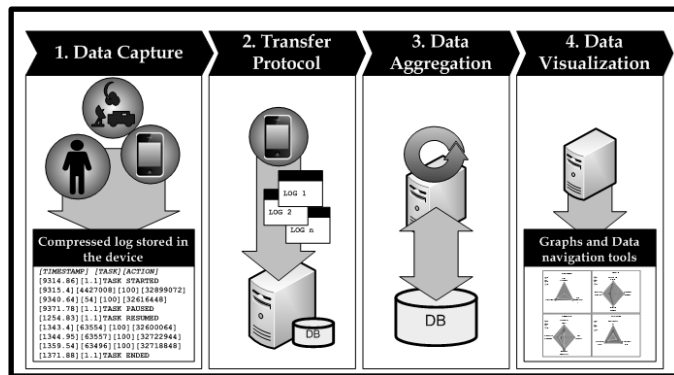 1. Data Capture
2. Transfer
Protocol
3. Data
Aggregation
4. Data
Visualization
Compressed log stored in
the device
[TIMESTAMP] [TASK][ACTION]
[9314.86][1.1]TASK STARTED
[9315.4][4427008][100][32899072]
[9340.64][54][100][32616448]
[9371.78][1.1]TASK PAUSED
[1254.83][1.1]TASK RESUMED
[1343.4][63554][100][32600064]
[1344.95][63557][100][32722944]
[1359.54][63496][100][32718848]
[1371.88][1.1]TASK ENDED
LOG 1
LOG 2
LOG n
DB
DB
Graphs and Data
navigation tools